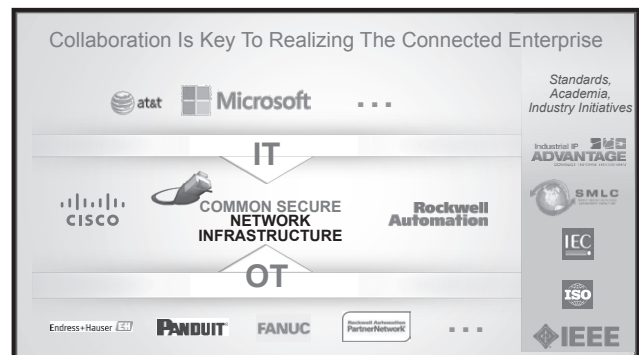 Collaboration Is Key To Realizing The Connected Enterprise
at&t Microsoft ...
IT
CISCO
COMMON SECURE
NETWORK
INFRASTRUCTURE
Rockwell
Automation
OT
Endress+Hauser EH PANDUIT FANUC Rockwell Automation
PartnerNetwork ...
Standards,
Academia,
Industry Initiatives
Industrial IP
ADVANTAGE
SMLC
IEC
ISO
IEEE